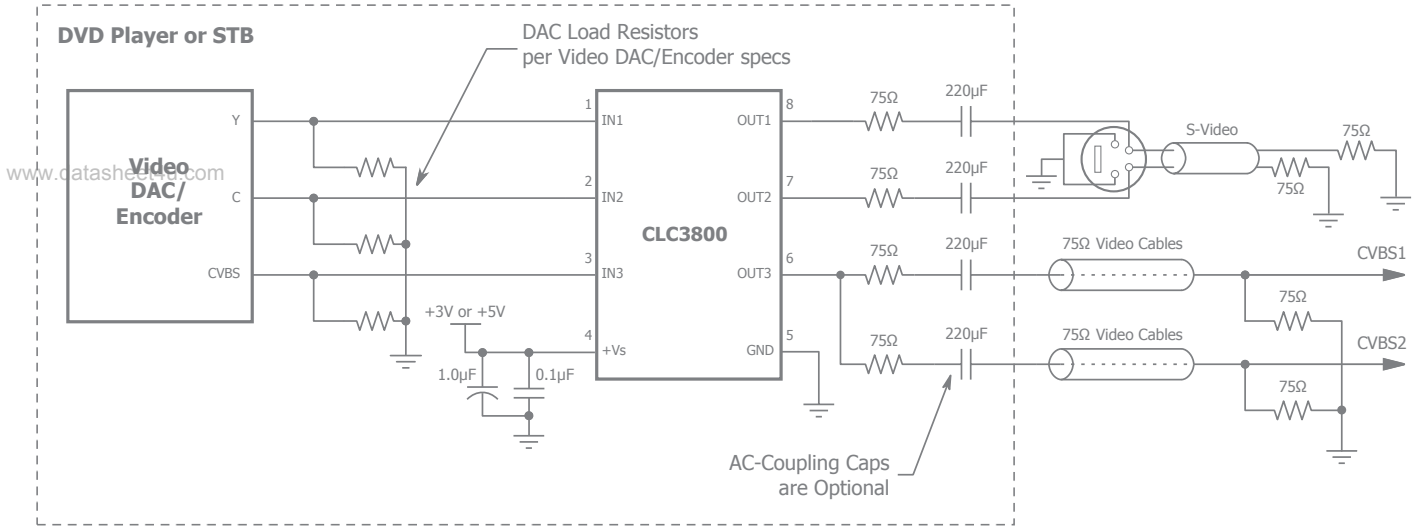 DVD Player or STB
DAC Load Resistors
per Video DAC/Encoder specs
www.datasheet4u.com
Video
DAC/
Encoder
Y
C
CVBS
1
IN1
2
IN2
3
IN3
4
+Vs
+3V or +5V
1.0µF
0.1µF
CLC3800
8
OUT1
7
OUT2
6
OUT3
5
GND
75Ω
220µF
75Ω
220µF
75Ω
220µF
75Ω
220µF
AC-Coupling Caps
are Optional
S-Video
75Ω
75Ω
75Ω Video Cables
CVBS1
75Ω
75Ω Video Cables
CVBS2
75Ω